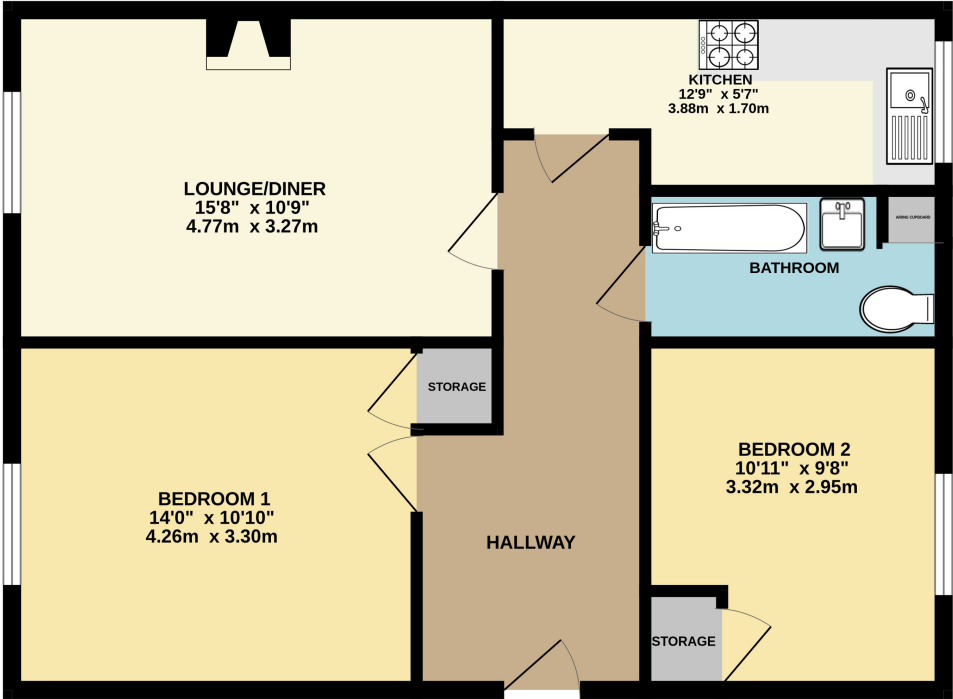 KITCHEN
12'9" x 5'7"
3.88m x 1.70m
LOUNGE/DINER
15'8" x 10'9"
4.77m x 3.27m
AIRING CUPBOARD
BATHROOM
STORAGE
BEDROOM 2
10'11" x 9'8"
3.32m x 2.95m
BEDROOM 1
14'0" x 10'10"
4.26m x 3.30m
HALLWAY
STORAGE